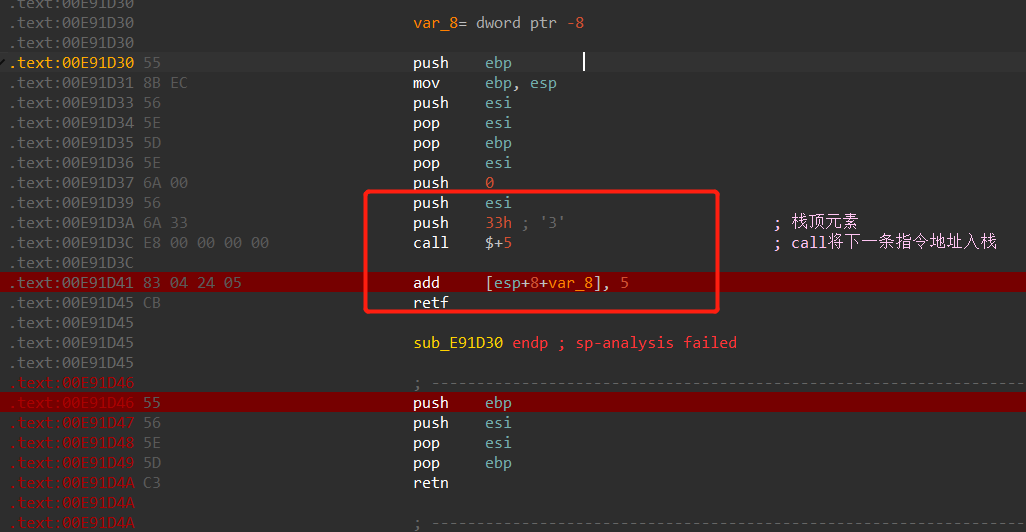 .text:00E91D30
.text:00E91D30 var_8= dword ptr -8
.text:00E91D30
.text:00E91D30 55 push ebp
.text:00E91D31 8B EC mov ebp, esp
.text:00E91D33 56 push esi
.text:00E91D34 5E pop esi
.text:00E91D35 5D pop ebp
.text:00E91D36 5E pop esi
.text:00E91D37 6A 00 push 0
.text:00E91D39 56 push esi
.text:00E91D3A 6A 33 push 33h ; '3' ; 栈顶元素
.text:00E91D3C E8 00 00 00 00 call $+5 ; call将下一条指令地址入栈
.text:00E91D3C
.text:00E91D41 83 04 24 05 add [esp+8+var_8], 5
.text:00E91D45 CB retf
.text:00E91D45
.text:00E91D45 sub_E91D30 endp ; sp-analysis failed
.text:00E91D45
.text:00E91D46 ; ---------------------------------------------------------------
.text:00E91D46 55 push ebp
.text:00E91D47 56 push esi
.text:00E91D48 5E pop esi
.text:00E91D49 5D pop ebp
.text:00E91D4A C3 retn
.text:00E91D4A
.text:00E91D4A ; ---------------------------------------------------------------